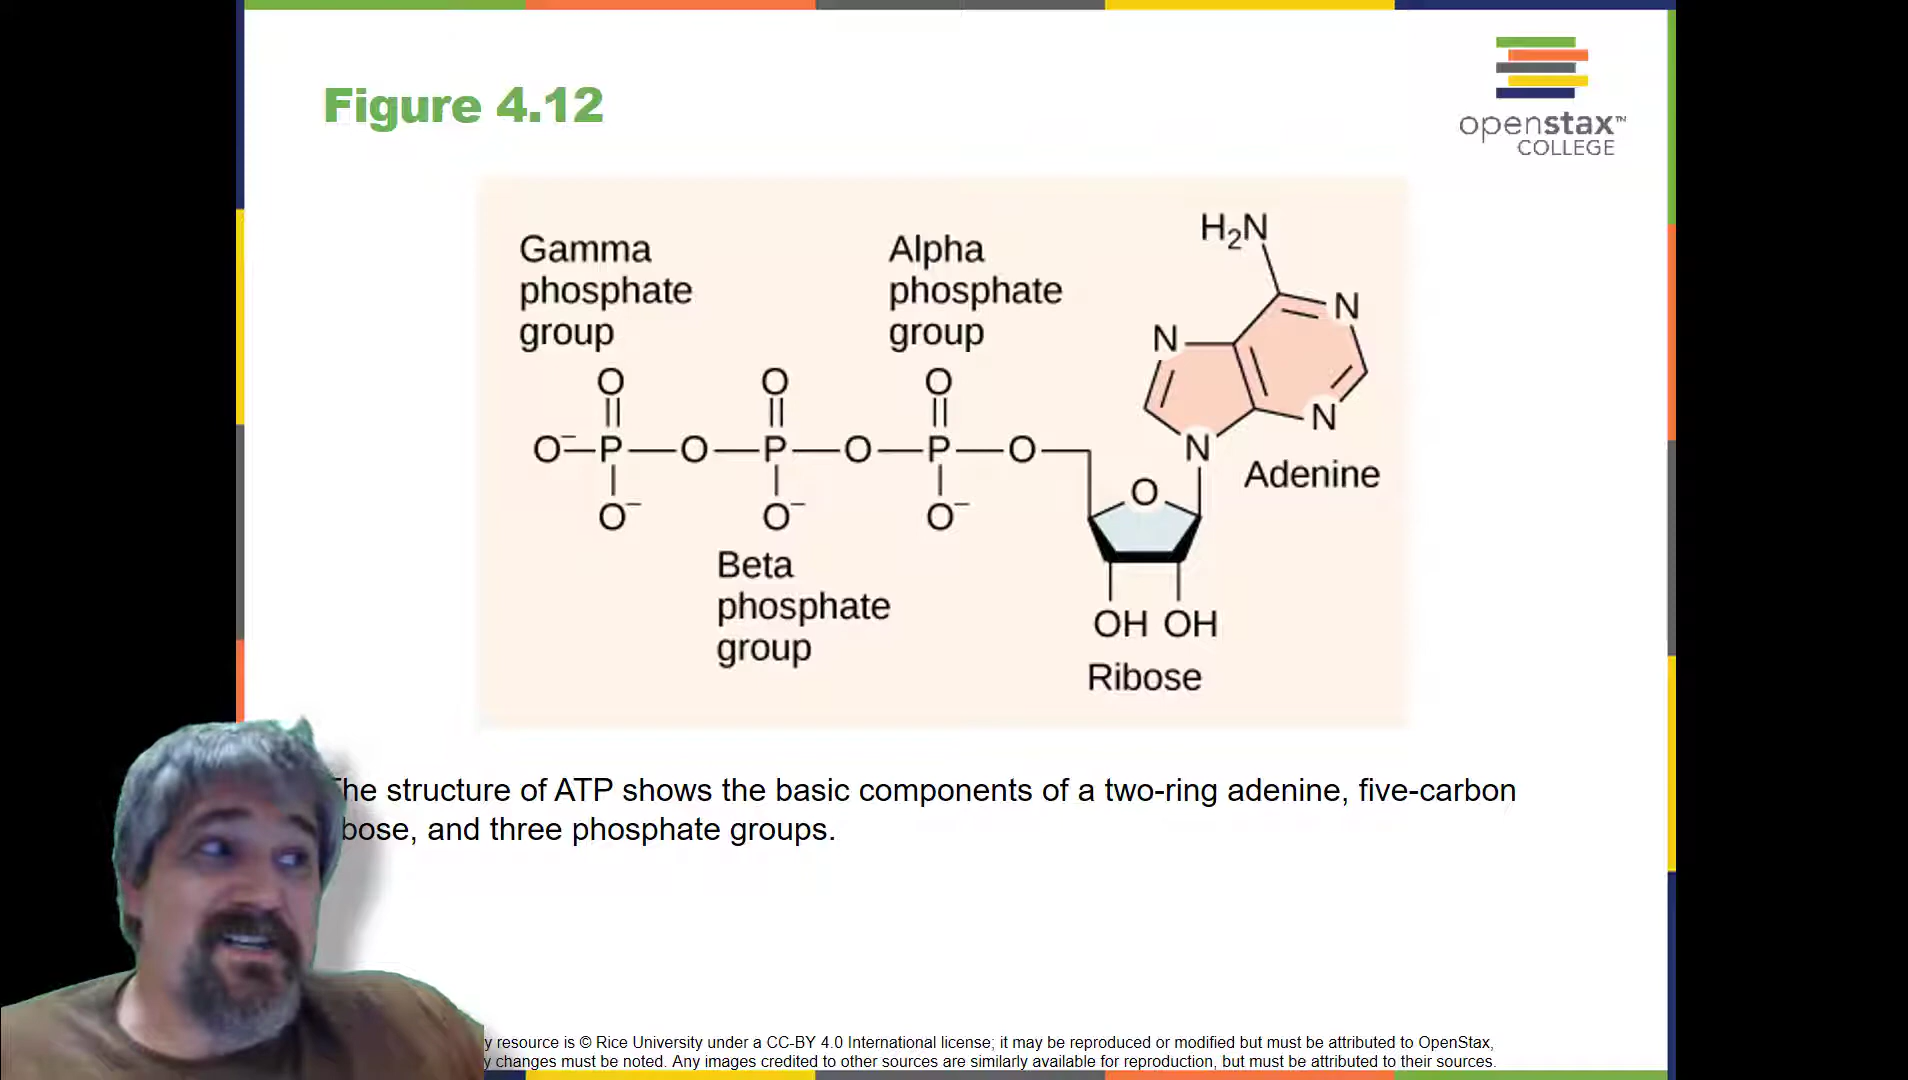 Figure 4.12
openstax™
COLLEGE
Gamma
phosphate
group
Alpha
phosphate
group
H₂N
N
N
N
N
Adenine
O
O
O
O⁻
P
O
P
O
P
O
O⁻
O⁻
O⁻
O
Beta
phosphate
group
OH OH
Ribose
he structure of ATP shows the basic components of a two-ring adenine, five-carbon
bose, and three phosphate groups.
y resource is © Rice University under a CC-BY 4.0 International license; it may be reproduced or modified but must be attributed to OpenStax,
y changes must be noted. Any images credited to other sources are similarly available for reproduction, but must be attributed to their sources.